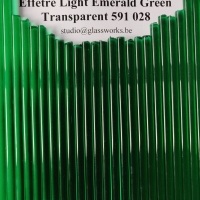 Effetre Light Emerald Green
Transparent 591 028
studio@glassworks.be